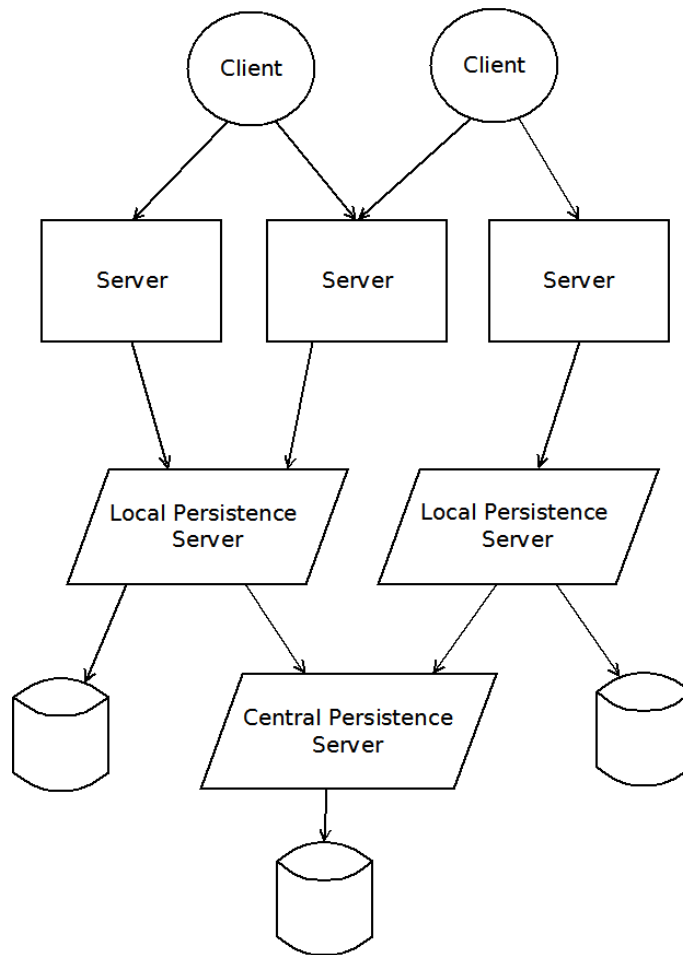 Client
Client
Server
Server
Server
Local Persistence
Server
Local Persistence
Server
Central Persistence
Server